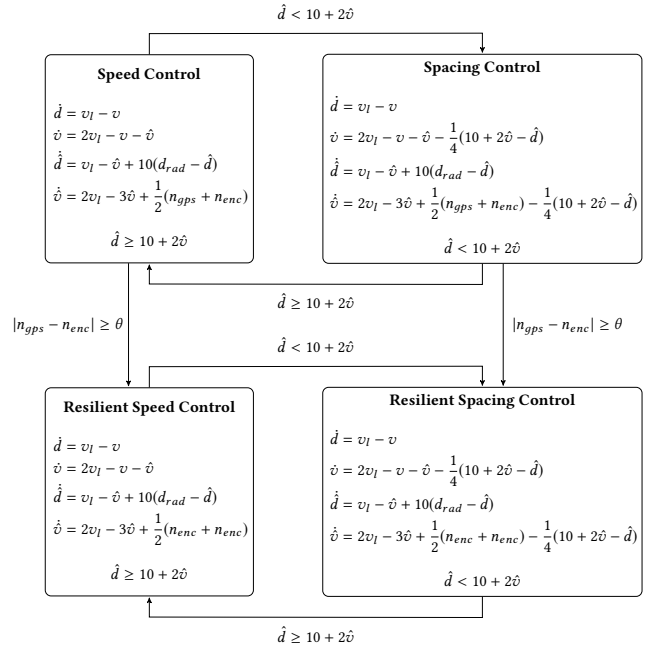 d̂ < 10 + 2v̂
Speed Control
ḋ = v_l − v
v̇ = 2v_l − v − v̂
d̂̇ = v_l − v̂ + 10(d_rad − d̂)
v̂̇ = 2v_l − 3v̂ + 1/2(n_gps + n_enc)
d̂ ≥ 10 + 2v̂
Spacing Control
ḋ = v_l − v
v̇ = 2v_l − v − v̂ − 1/4(10 + 2v̂ − d̂)
d̂̇ = v_l − v̂ + 10(d_rad − d̂)
v̂̇ = 2v_l − 3v̂ + 1/2(n_gps + n_enc) − 1/4(10 + 2v̂ − d̂)
d̂ < 10 + 2v̂
d̂ ≥ 10 + 2v̂
|n_gps − n_enc| ≥ θ
|n_gps − n_enc| ≥ θ
d̂ < 10 + 2v̂
Resilient Speed Control
ḋ = v_l − v
v̇ = 2v_l − v − v̂
d̂̇ = v_l − v̂ + 10(d_rad − d̂)
v̂̇ = 2v_l − 3v̂ + 1/2(n_enc + n_enc)
d̂ ≥ 10 + 2v̂
Resilient Spacing Control
ḋ = v_l − v
v̇ = 2v_l − v − v̂ − 1/4(10 + 2v̂ − d̂)
d̂̇ = v_l − v̂ + 10(d_rad − d̂)
v̂̇ = 2v_l − 3v̂ + 1/2(n_enc + n_enc) − 1/4(10 + 2v̂ − d̂)
d̂ < 10 + 2v̂
d̂ ≥ 10 + 2v̂